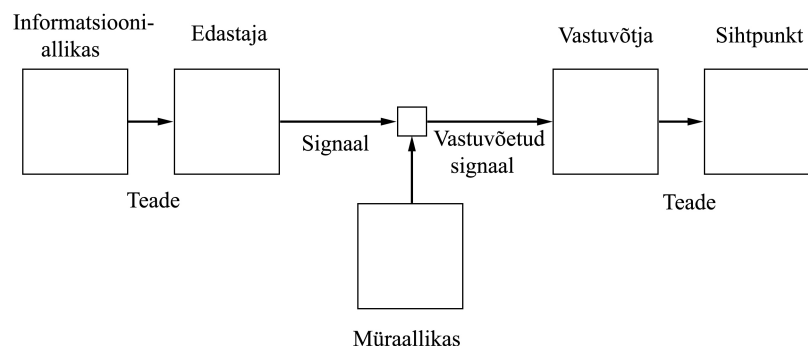 Informatsiooni-
allikas
Edastaja
Vastuvõtja
Sihtpunkt
Signaal
Vastuvõetud
signaal
Teade
Teade
Müraallikas